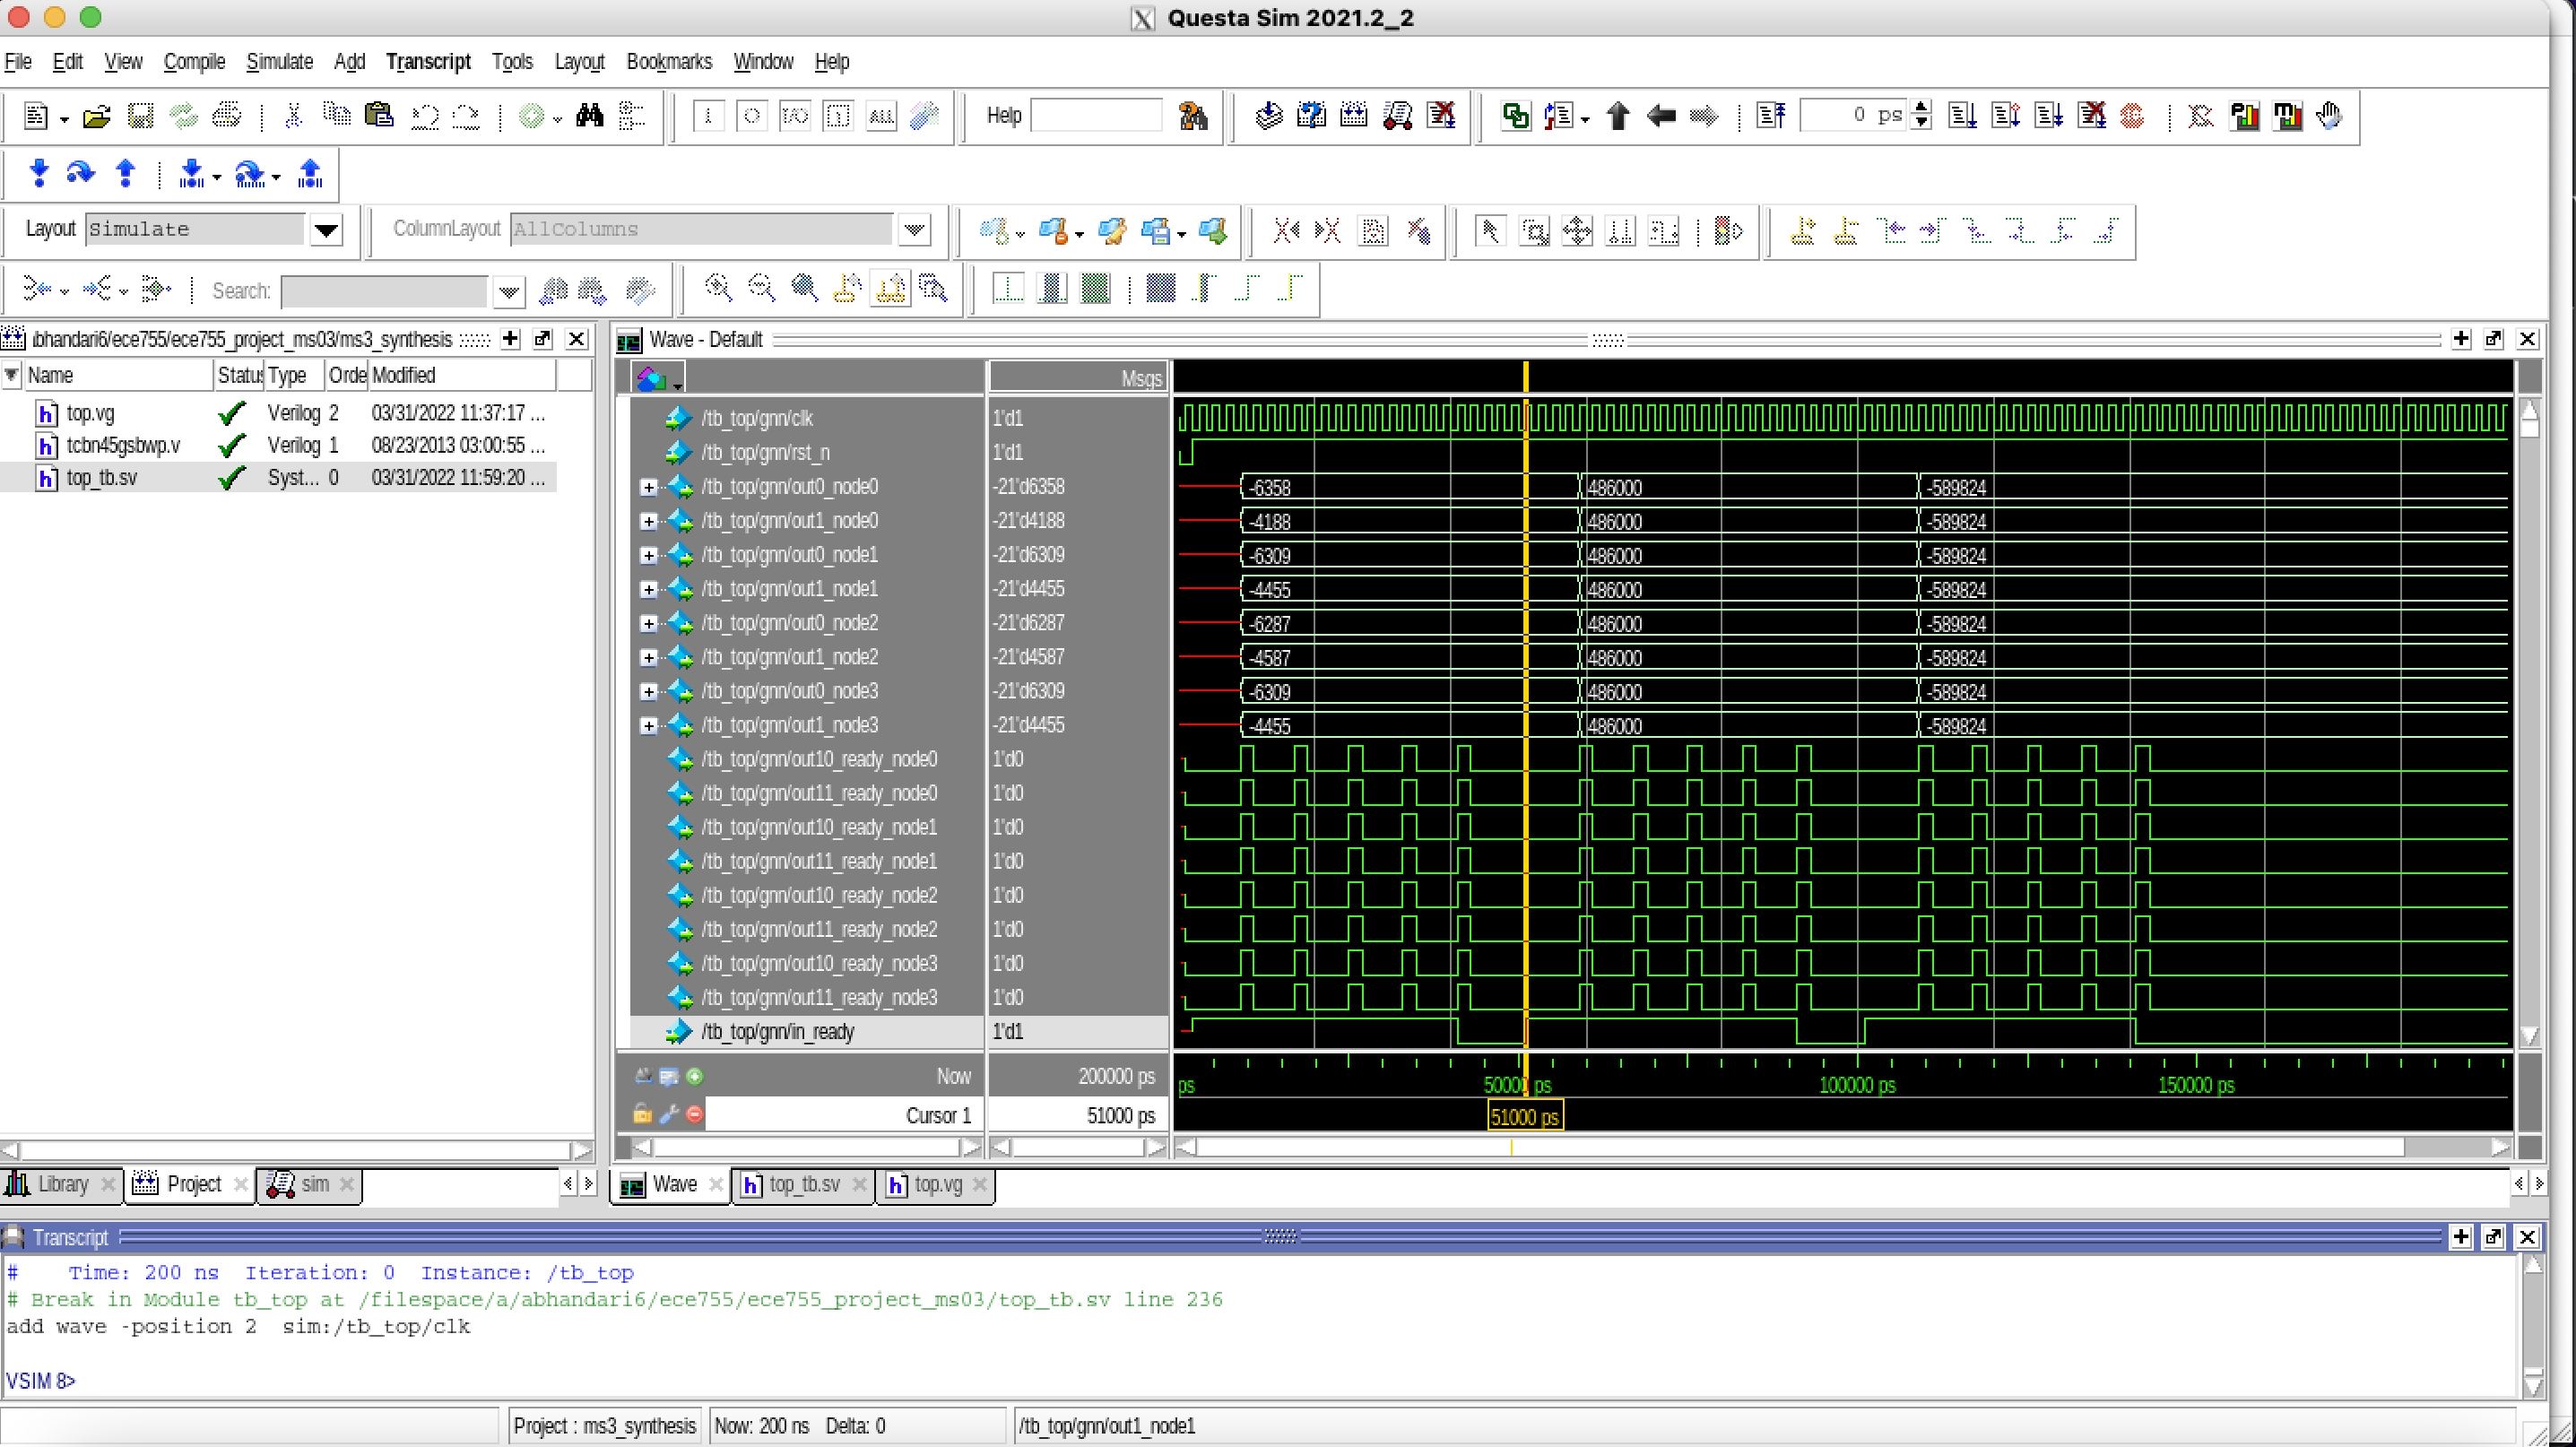 Questa Sim 2021.2_2
File Edit View Compile Simulate Add Transcript Tools Layout Bookmarks Window Help
Help
0 ps
Layout Simulate
ColumnLayout AllColumns
Search:
/bhandari6/ece755/ece755_project_ms03/ms3_synthesis
Name Status Type Orde Modified
top.vg Verilog 2 03/31/2022 11:37:17 ...
tcbn45gsbwp.v Verilog 1 08/23/2013 03:00:55 ...
top_tb.sv Syst... 0 03/31/2022 11:59:20 ...
Wave - Default
Msgs
/tb_top/gnn/clk 1'd1
/tb_top/gnn/rst_n 1'd1
/tb_top/gnn/out0_node0 -21'd6358 -6358 486000 -589824
/tb_top/gnn/out1_node0 -21'd4188 -4188 486000 -589824
/tb_top/gnn/out0_node1 -21'd6309 -6309 486000 -589824
/tb_top/gnn/out1_node1 -21'd4455 -4455 486000 -589824
/tb_top/gnn/out0_node2 -21'd6287 -6287 486000 -589824
/tb_top/gnn/out1_node2 -21'd4587 -4587 486000 -589824
/tb_top/gnn/out0_node3 -21'd6309 -6309 486000 -589824
/tb_top/gnn/out1_node3 -21'd4455 -4455 486000 -589824
/tb_top/gnn/out10_ready_node0 1'd0
/tb_top/gnn/out11_ready_node0 1'd0
/tb_top/gnn/out10_ready_node1 1'd0
/tb_top/gnn/out11_ready_node1 1'd0
/tb_top/gnn/out10_ready_node2 1'd0
/tb_top/gnn/out11_ready_node2 1'd0
/tb_top/gnn/out10_ready_node3 1'd0
/tb_top/gnn/out11_ready_node3 1'd0
/tb_top/gnn/in_ready 1'd1
Now 200000 ps ps 50000 ps 100000 ps 150000 ps
Cursor 1 51000 ps 51000 ps
Library Project sim
Wave top_tb.sv top.vg
Transcript
# Time: 200 ns Iteration: 0 Instance: /tb_top
# Break in Module tb_top at /filespace/a/abhandari6/ece755/ece755_project_ms03/top_tb.sv line 236
add wave -position 2 sim:/tb_top/clk
VSIM 8>
Project : ms3_synthesis Now: 200 ns Delta: 0 /tb_top/gnn/out1_node1